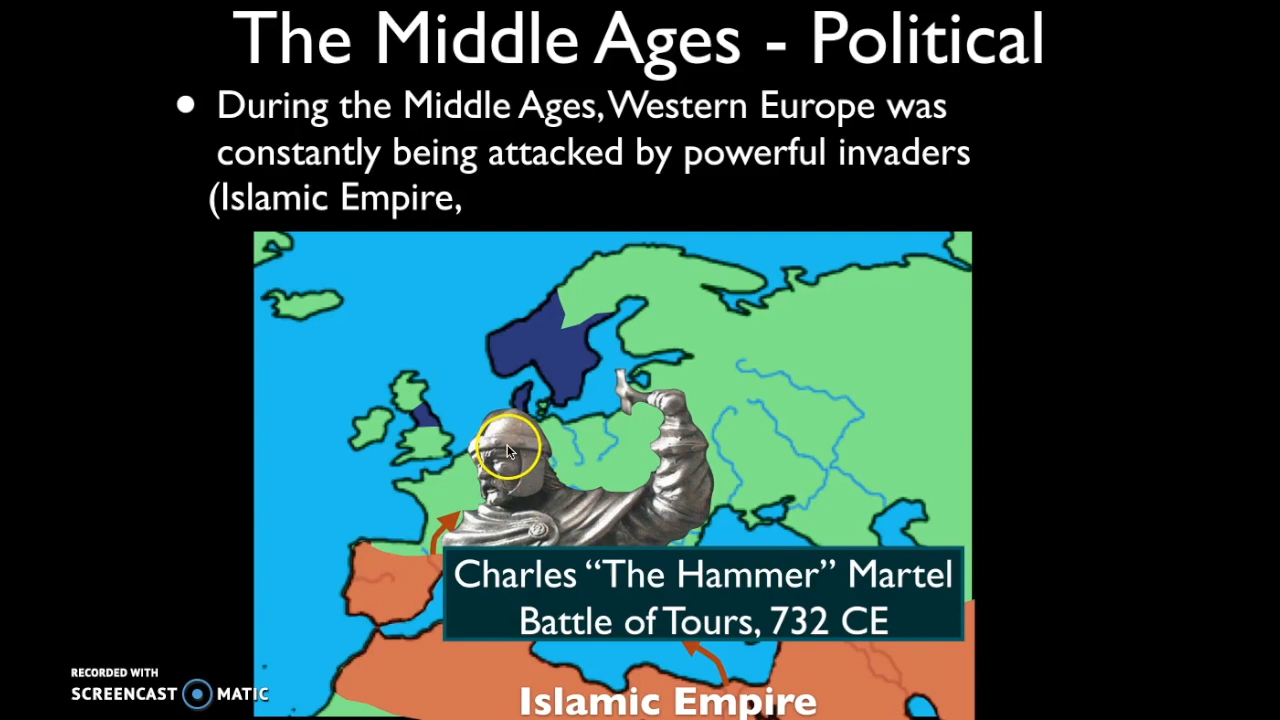 The Middle Ages - Political
● During the Middle Ages, Western Europe was
constantly being attacked by powerful invaders
(Islamic Empire,
Charles “The Hammer” Martel
Battle of Tours, 732 CE
Islamic Empire
RECORDED WITH
SCREENCAST MATIC